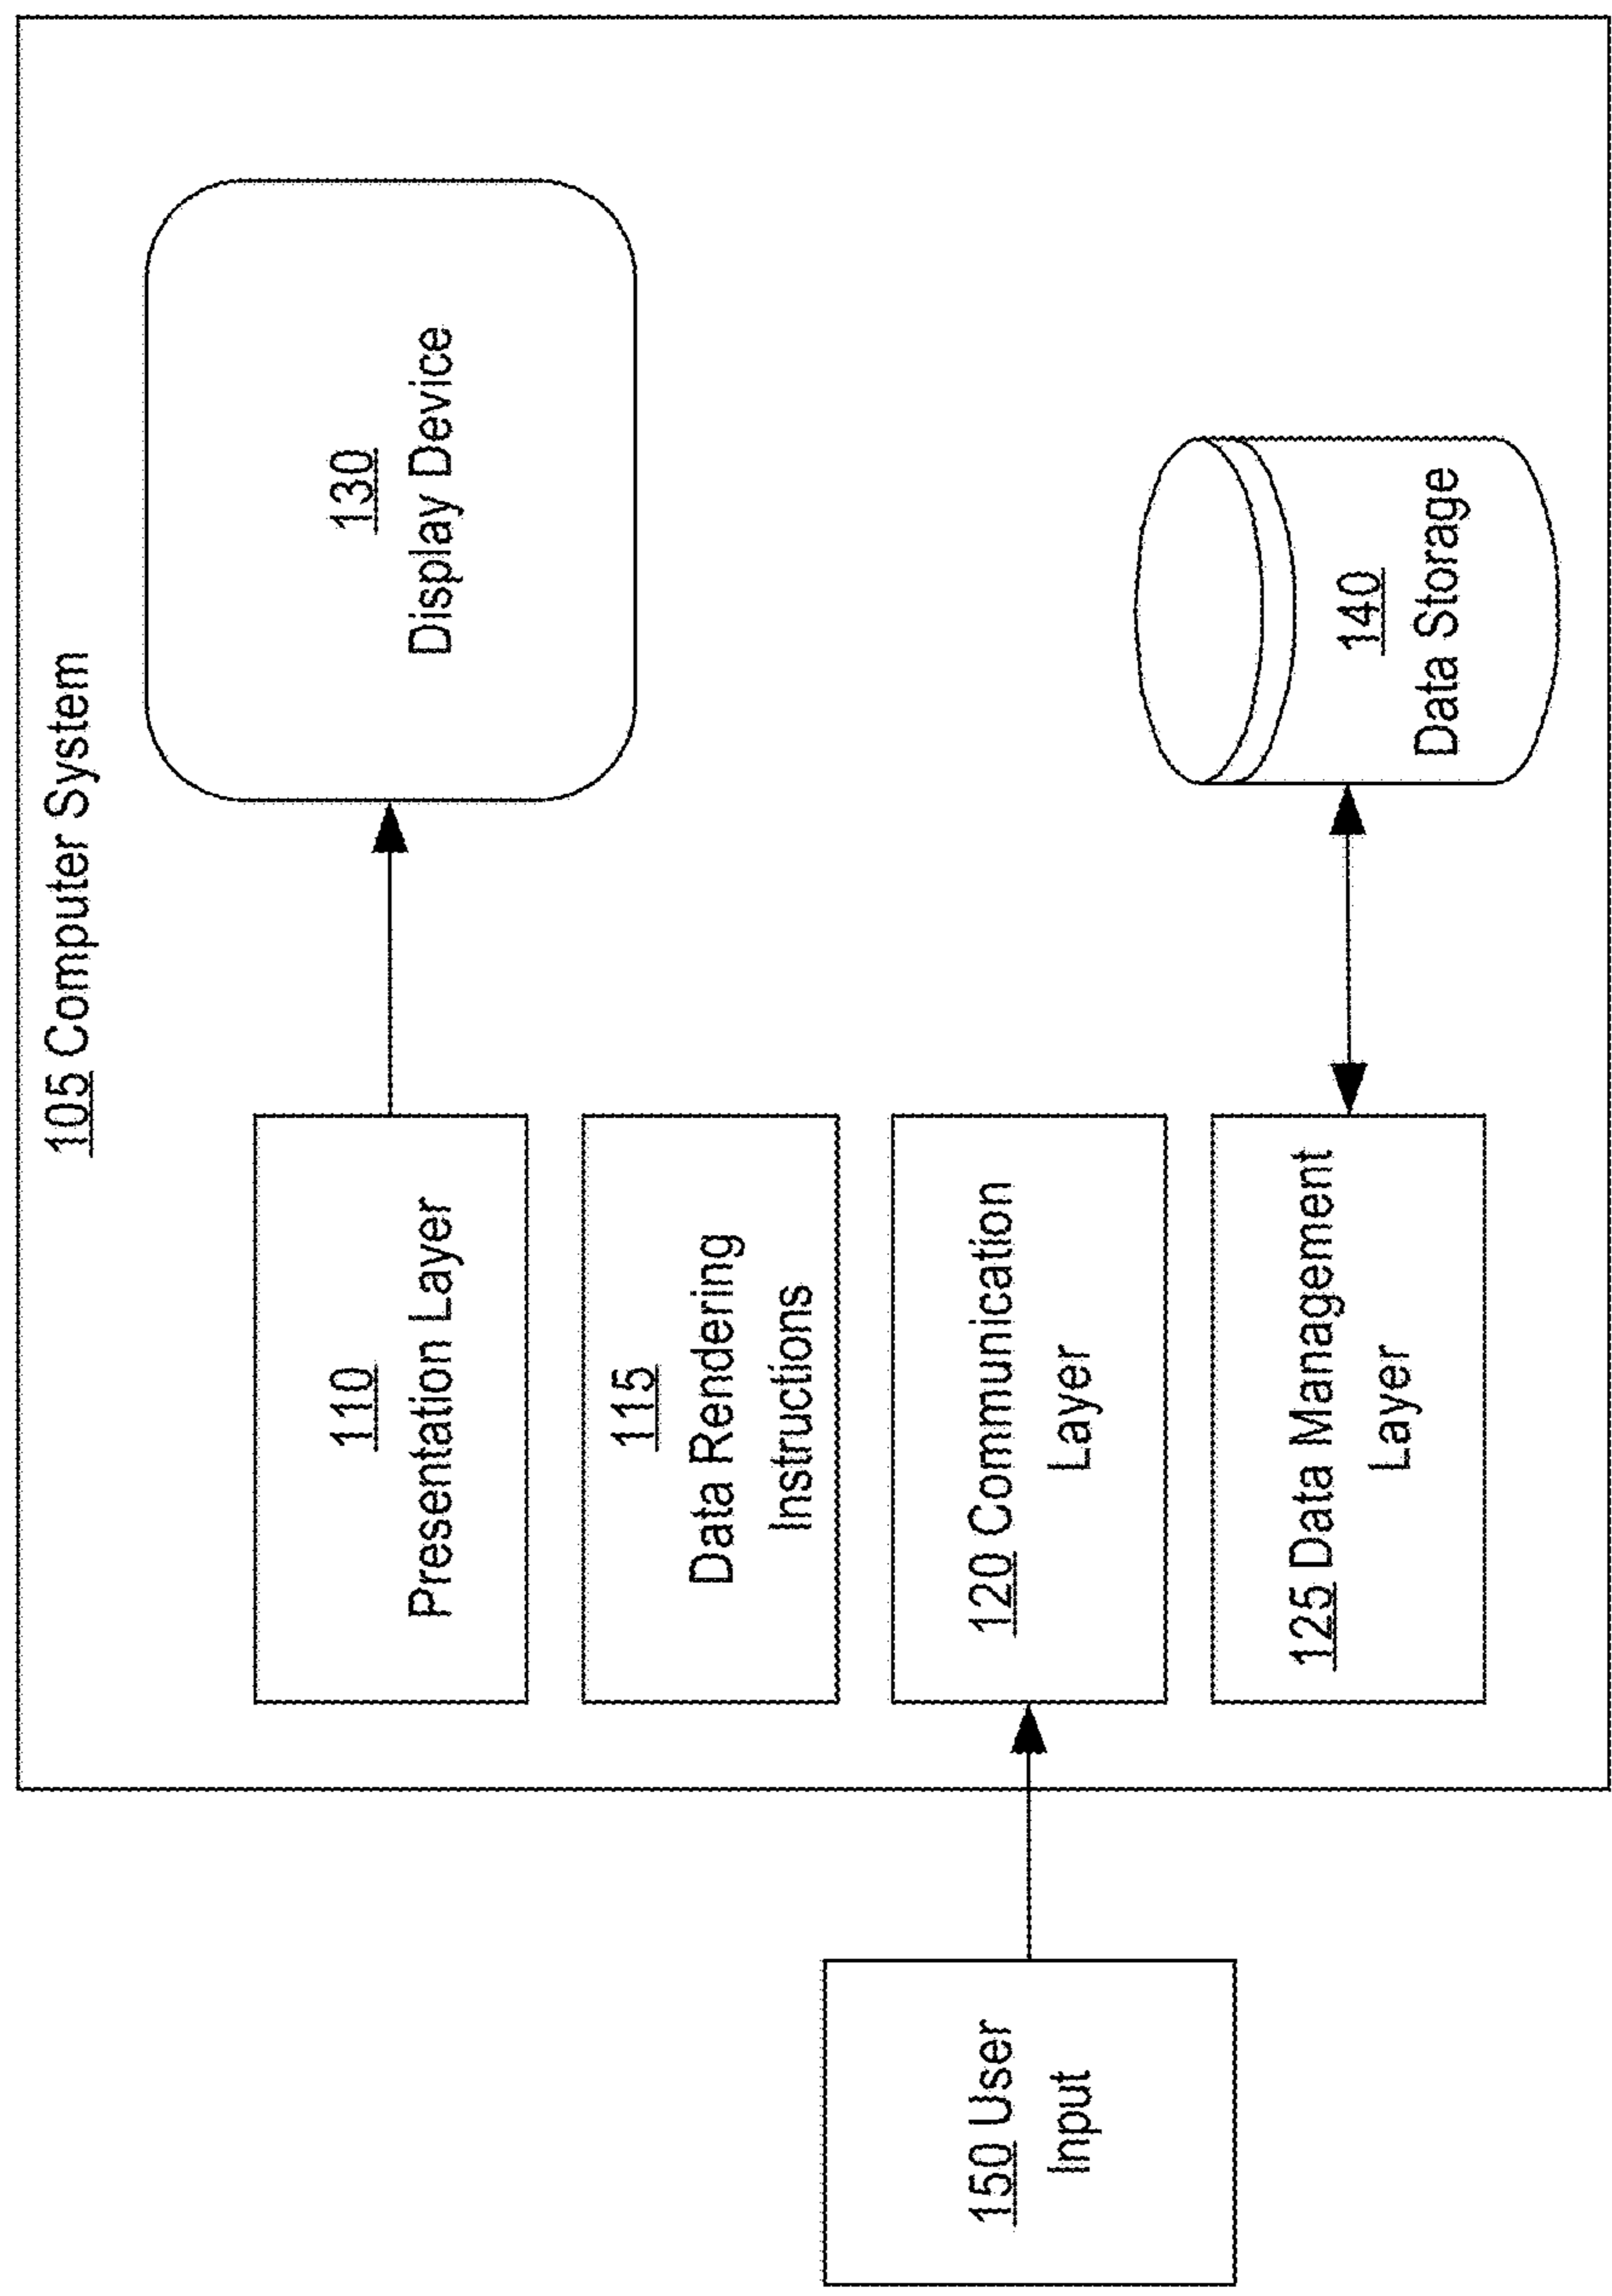 105 Computer System
110
Presentation Layer
130
Display Device
115
Data Rendering
Instructions
150 User
Input
120 Communication
Layer
125 Data Management
Layer
140
Data Storage